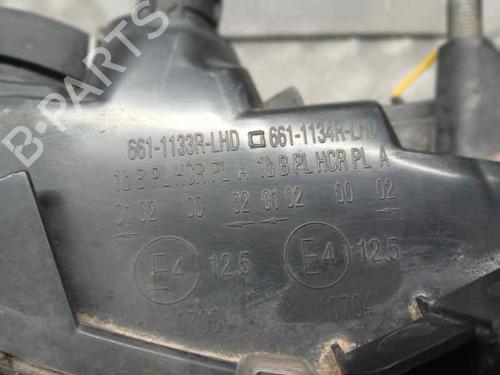 661-1133R-LHD 661-1134R-LHD
1b B PL HCR PL A 1b B PL HCR PL A
01 02 00 02 01 02 00 02
E4 12.5 E4 12.5
10704
B-PARTS